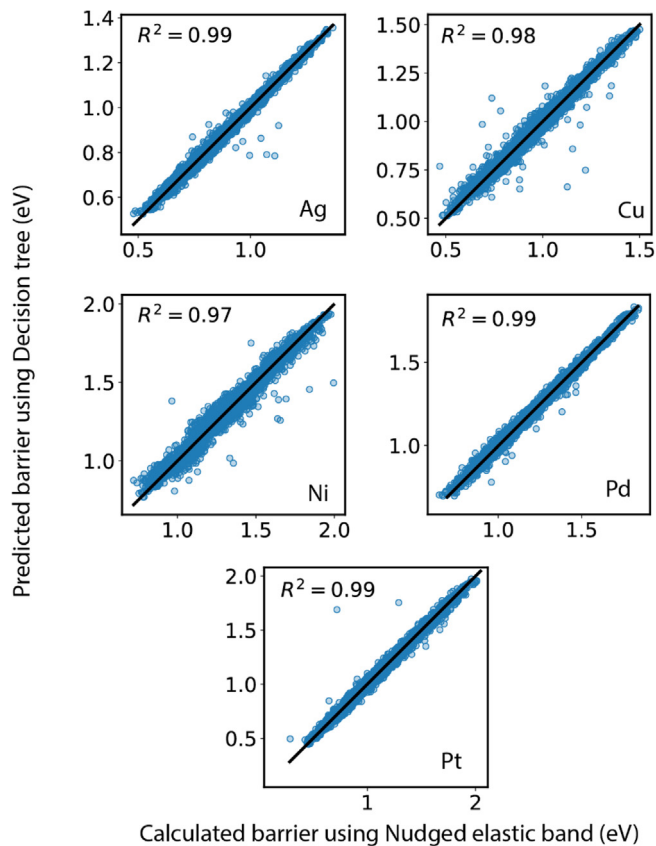 Predicted barrier using Decision tree (eV)
1.4
1.2
1.0
0.8
0.6
R² = 0.99
Ag
0.5
1.0
1.50
1.25
1.00
0.75
0.50
R² = 0.98
Cu
0.5
1.0
1.5
2.0
1.5
1.0
R² = 0.97
Ni
1.0
1.5
2.0
1.5
1.0
R² = 0.99
Pd
1.0
1.5
2.0
1.5
1.0
0.5
R² = 0.99
Pt
1
2
Calculated barrier using Nudged elastic band (eV)